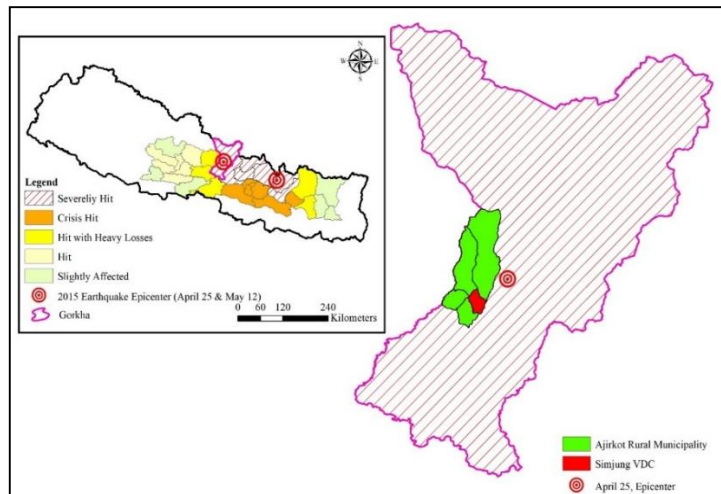 N
W
E
S
Legend
Severeliy Hit
Crisis Hit
Hit with Heavy Losses
Hit
Slightly Affected
2015 Earthquake Epicenter (April 25 & May 12)
Gorkha
0 60 120 240
Kilometers
Ajirkot Rural Municipality
Simjung VDC
April 25, Epicenter